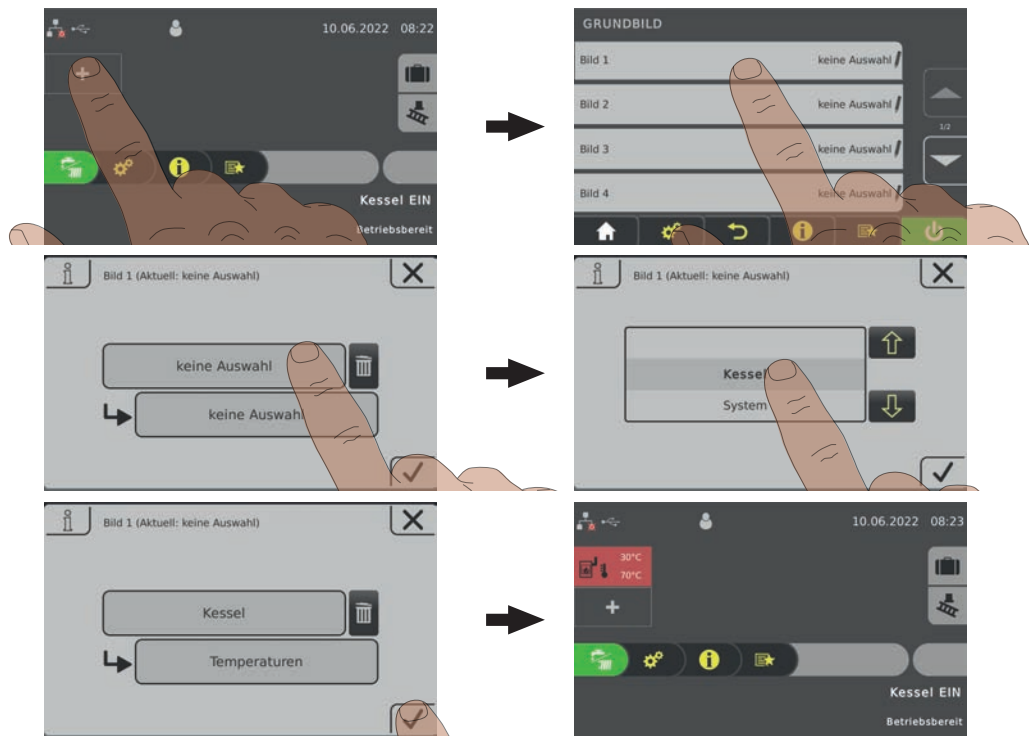 10.06.2022 08:22
+
Kessel EIN
Betriebsbereit
GRUNDBILD
Bild 1 keine Auswahl
Bild 2 keine Auswahl
1/2
Bild 3 keine Auswahl
Bild 4 keine Auswahl
Bild 1 (Aktuell: keine Auswahl)
keine Auswahl
keine Auswahl
Bild 1 (Aktuell: keine Auswahl)
Kessel
System
Bild 1 (Aktuell: keine Auswahl)
Kessel
Temperaturen
10.06.2022 08:23
30°C
70°C
+
Kessel EIN
Betriebsbereit